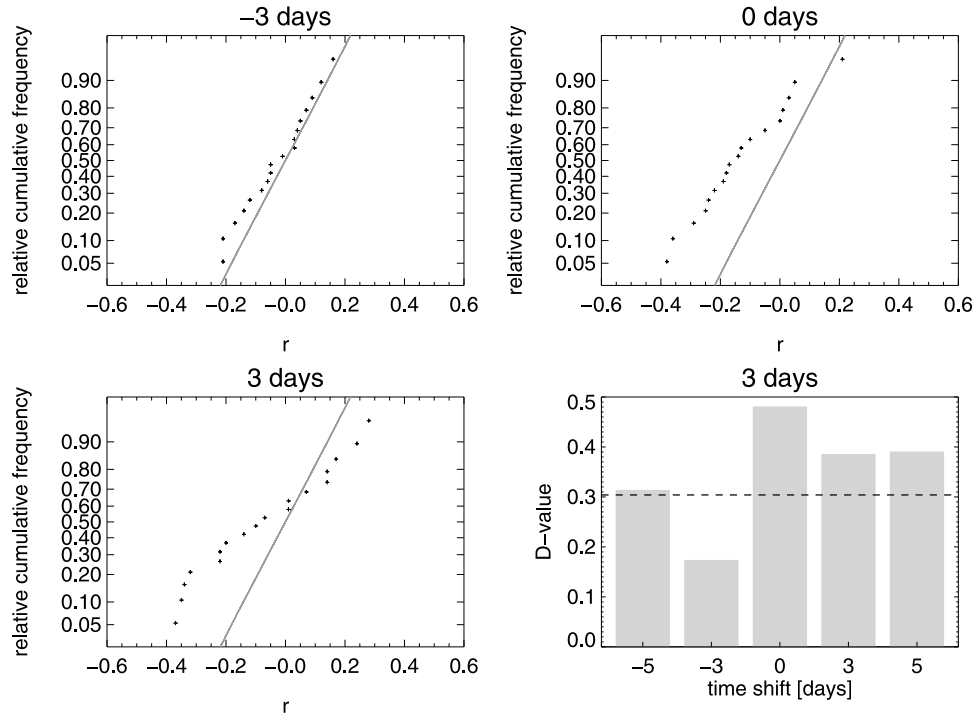 −3 days
relative cumulative frequency
0.90
0.80
0.70
0.60
0.50
0.40
0.30
0.20
0.10
0.05
−0.6 −0.4 −0.2 −0.0 0.2 0.4 0.6
r
0 days
relative cumulative frequency
0.90
0.80
0.70
0.60
0.50
0.40
0.30
0.20
0.10
0.05
−0.6 −0.4 −0.2 −0.0 0.2 0.4 0.6
r
3 days
relative cumulative frequency
0.90
0.80
0.70
0.60
0.50
0.40
0.30
0.20
0.10
0.05
−0.6 −0.4 −0.2 −0.0 0.2 0.4 0.6
r
3 days
D−value
0.5
0.4
0.3
0.2
0.1
0.0
−5 −3 0 3 5
time shift [days]